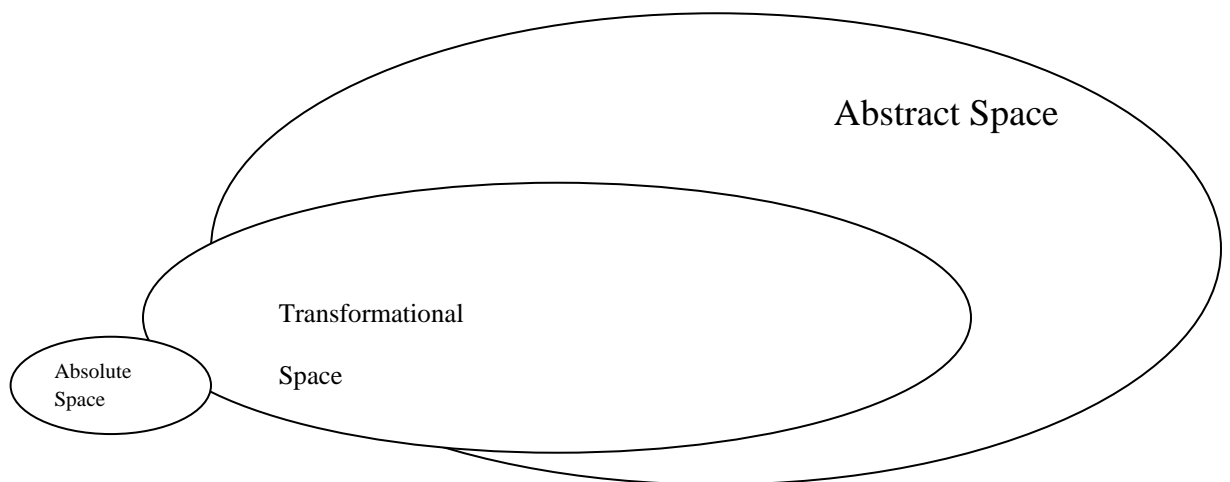 Abstract Space
Transformational
Space
Absolute
Space